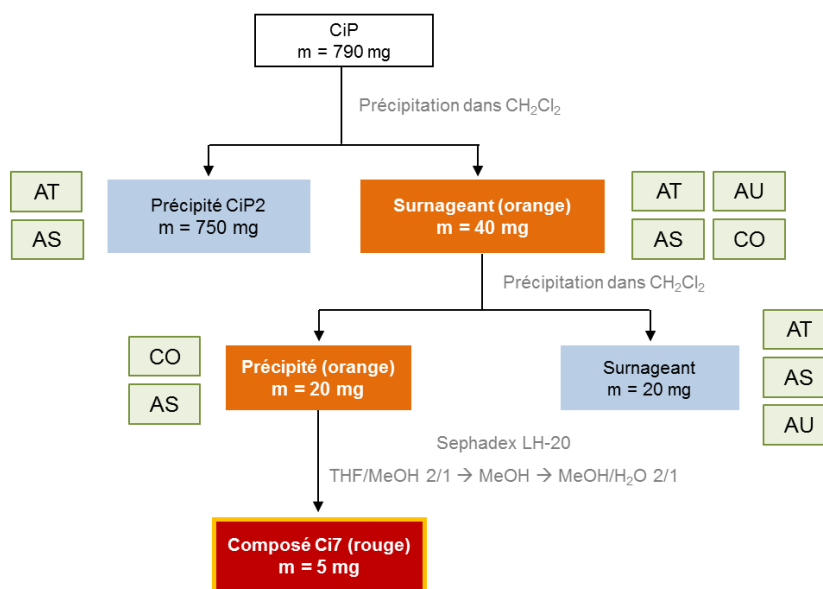 CiP
m = 790 mg
Précipitation dans CH₂Cl₂
AT
AS
Précipité CiP2
m = 750 mg
Surnageant (orange)
m = 40 mg
AT AU
AS CO
Précipitation dans CH₂Cl₂
CO
AS
Précipité (orange)
m = 20 mg
Surnageant
m = 20 mg
AT
AS
AU
Sephadex LH-20
THF/MeOH 2/1 → MeOH → MeOH/H₂O 2/1
Composé Ci7 (rouge)
m = 5 mg